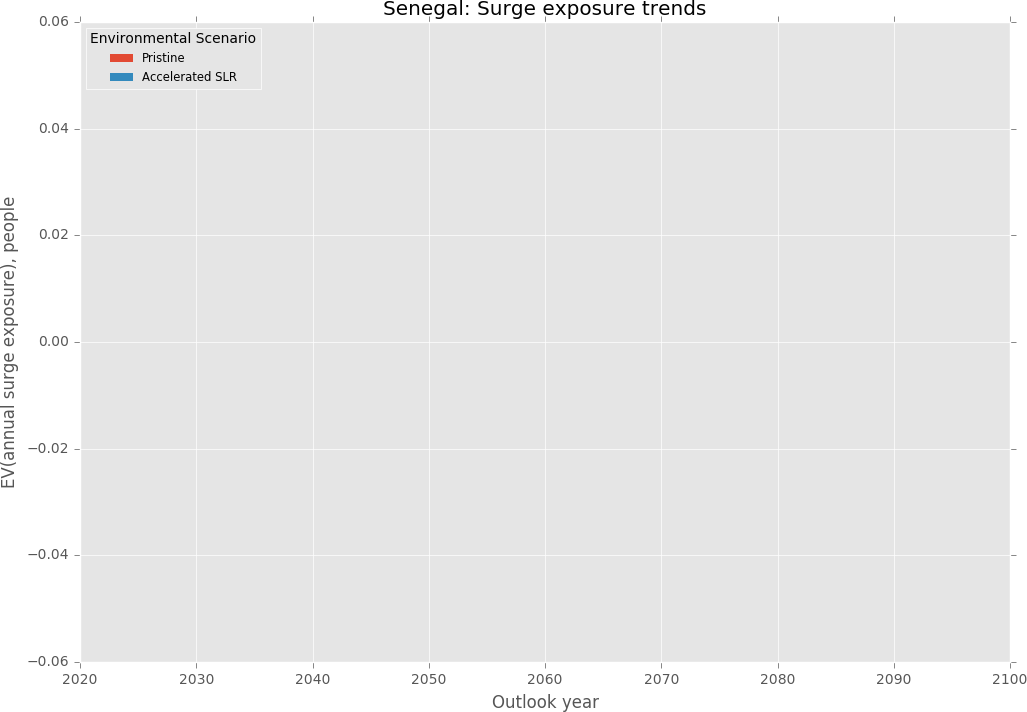 Senegal: Surge exposure trends
Environmental Scenario
Pristine
Accelerated SLR
EV(annual surge exposure), people
0.06
0.04
0.02
0.00
−0.02
−0.04
−0.06
2020 2030 2040 2050 2060 2070 2080 2090 2100
Outlook year